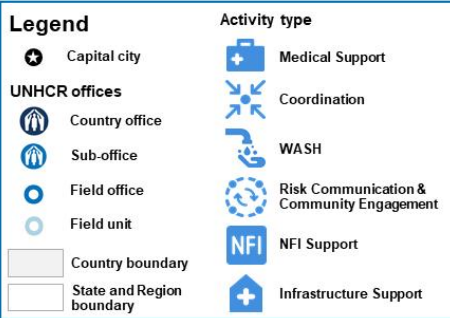 Legend
Capital city
UNHCR offices
Country office
Sub-office
Field office
Field unit
Country boundary
State and Region
boundary
Activity type
Medical Support
Coordination
WASH
Risk Communication &
Community Engagement
NFI
NFI Support
Infrastructure Support